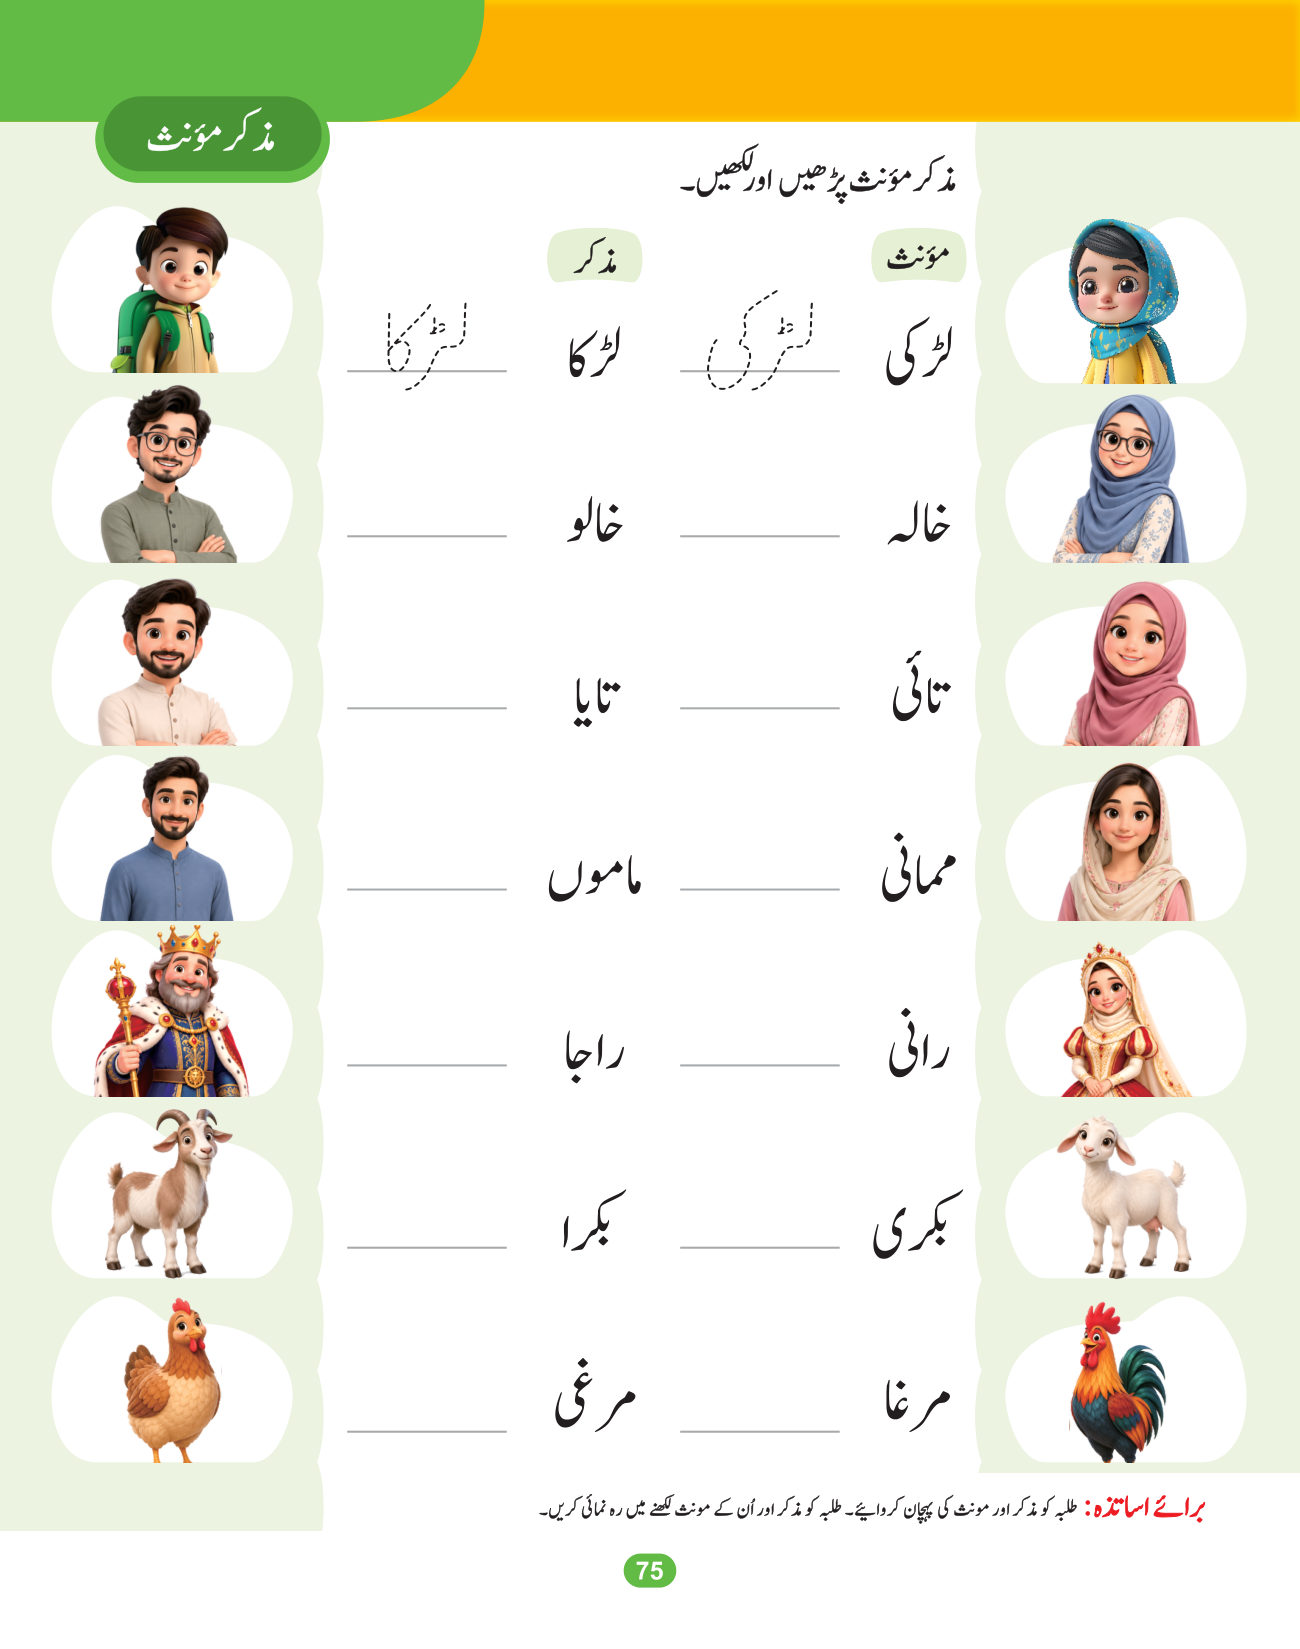 مذکر مؤنث
مذکر مؤنث پڑھیں اور لکھیں۔
مؤنث مذکر
لڑکی لڑکی لڑکا لڑکا
خالہ خالو
تائی تایا
ممانی ماموں
رانی راجا
بکری بکرا
مرغا مرغی
برائے اساتذہ: طلبہ کو مذکر اور مونث کی پہچان کروایئے۔ طلبہ کو مذکر اور اُن کے مونث لکھنے میں رہ نمائی کریں۔
75